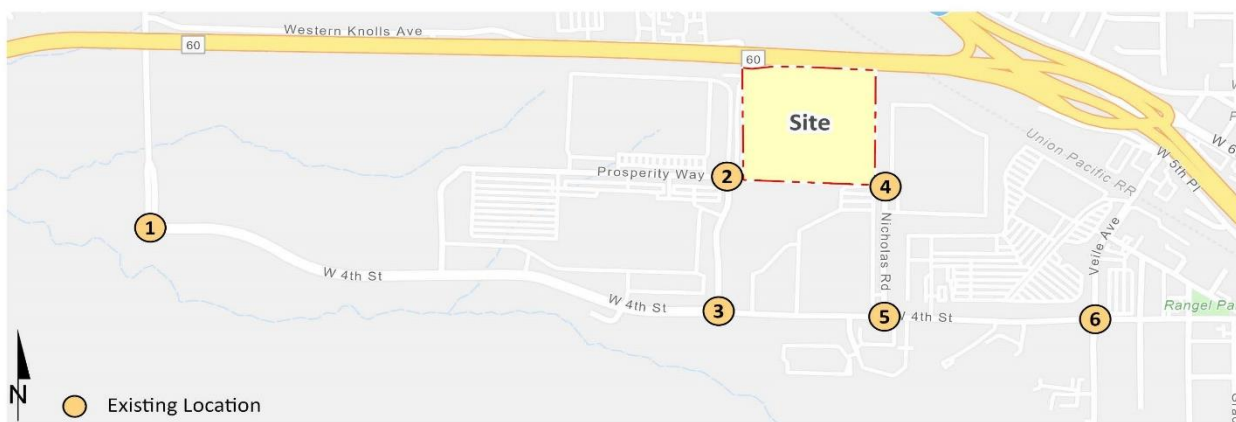 Western Knolls Ave
60
60
Site
Union Pacific RR
W 5th Pl
Prosperity Way
2
4
1
Nicholas Rd
Veile Ave
W 4th St
W 4th St
3
5
4th St
6
Rangel Pa
N
Existing Location